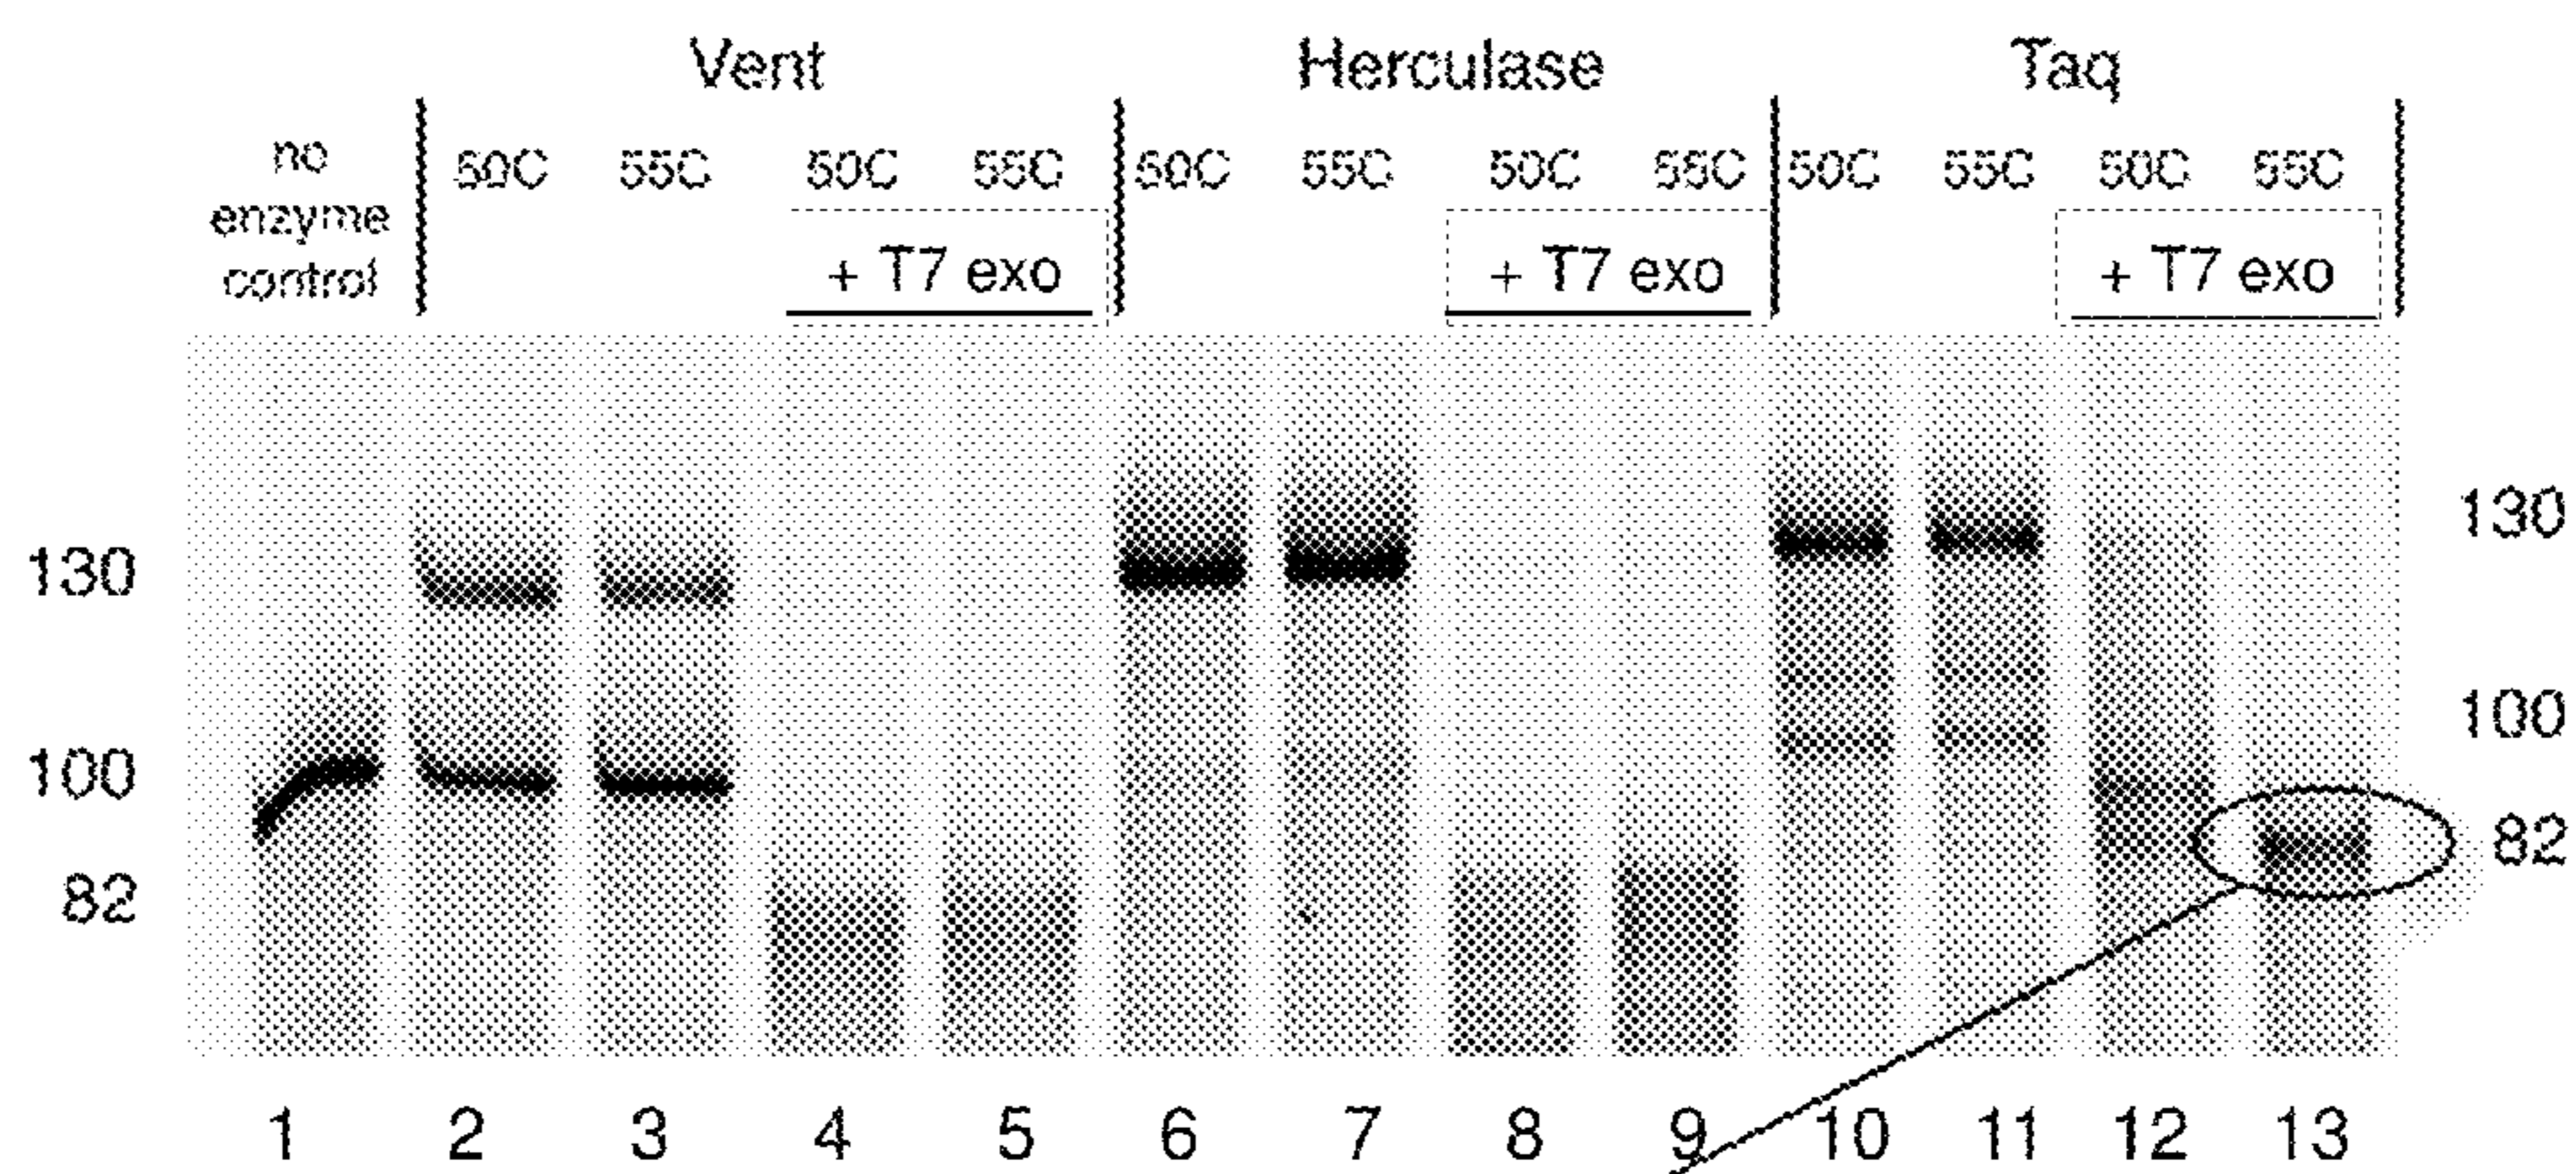 Vent Herculase Taq
no enzyme control 50C 55C 50C 55C 50C 55C 50C 55C 50C 55C 50C 55C
+ T7 exo + T7 exo + T7 exo
130 130
100 100
82 82
1 2 3 4 5 6 7 8 9 10 11 12 13